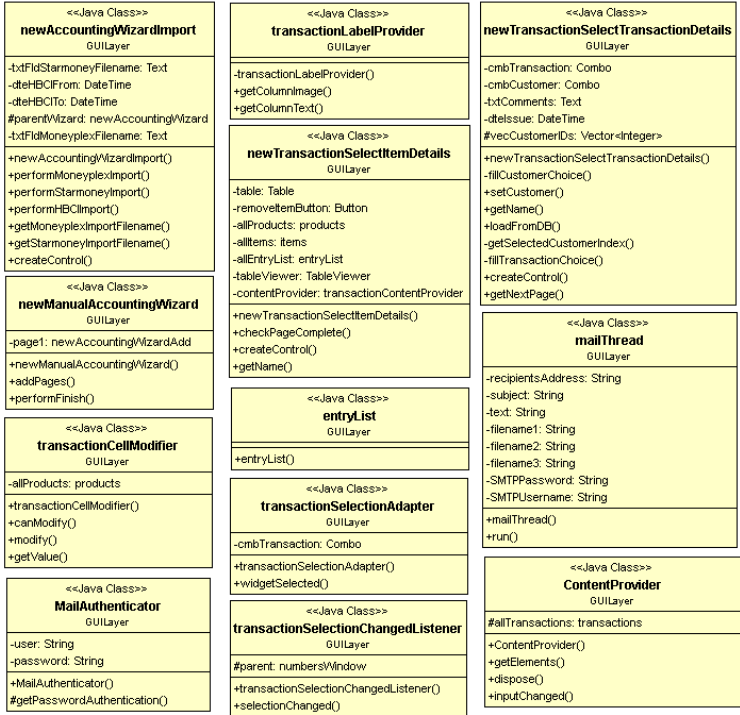 <<Java Class>>
newAccountingWizardImport
GUILayer
-txtFldStarmoneyFilename: Text
-dteHBCIFrom: DateTime
-dteHBCITo: DateTime
#parentWizard: newAccountingWizard
-txtFldMoneyplexFilename: Text
+newAccountingWizardImport()
+performMoneyplexImport()
+performStarmoneyImport()
+performHBCIImport()
+getMoneyplexImportFilename()
+getStarmoneyImportFilename()
+createControl()
<<Java Class>>
newManualAccountingWizard
GUILayer
-page1: newAccountingWizardAdd
+newManualAccountingWizard()
+addPages()
+performFinish()
<<Java Class>>
transactionCellModifier
GUILayer
-allProducts: products
+transactionCellModifier()
+canModify()
+modify()
+getValue()
<<Java Class>>
MailAuthenticator
GUILayer
-user: String
-password: String
+MailAuthenticator()
#getPasswordAuthentication()
<<Java Class>>
transactionLabelProvider
GUILayer
-transactionLabelProvider()
+getColumnImage()
+getColumnText()
<<Java Class>>
newTransactionSelectItemDetails
GUILayer
-table: Table
-removeItemButton: Button
-allProducts: products
-allItems: items
-allEntryList: entryList
-tableViewer: TableViewer
-contentProvider: transactionContentProvider
+newTransactionSelectItemDetails()
+checkPageComplete()
+createControl()
+getName()
<<Java Class>>
entryList
GUILayer
+entryList()
<<Java Class>>
transactionSelectionAdapter
GUILayer
-cmbTransaction: Combo
+transactionSelectionAdapter()
+widgetSelected()
<<Java Class>>
transactionSelectionChangedListener
GUILayer
#parent: numbersWindow
+transactionSelectionChangedListener()
+selectionChanged()
<<Java Class>>
newTransactionSelectTransactionDetails
GUILayer
-cmbTransaction: Combo
-cmbCustomer: Combo
-txtComments: Text
-dteIssue: DateTime
#vecCustomerIDs: Vector<Integer>
+newTransactionSelectTransactionDetails()
-fillCustomerChoice()
+setCustomer()
+getName()
+loadFromDB()
-getSelectedCustomerIndex()
-fillTransactionChoice()
+createControl()
+getNextPage()
<<Java Class>>
mailThread
GUILayer
-recipientsAddress: String
-subject: String
-text: String
-filename1: String
-filename2: String
-filename3: String
-SMTPPassword: String
-SMTPUsername: String
+mailThread()
+run()
<<Java Class>>
ContentProvider
GUILayer
#allTransactions: transactions
+ContentProvider()
+getElements()
+dispose()
+inputChanged()